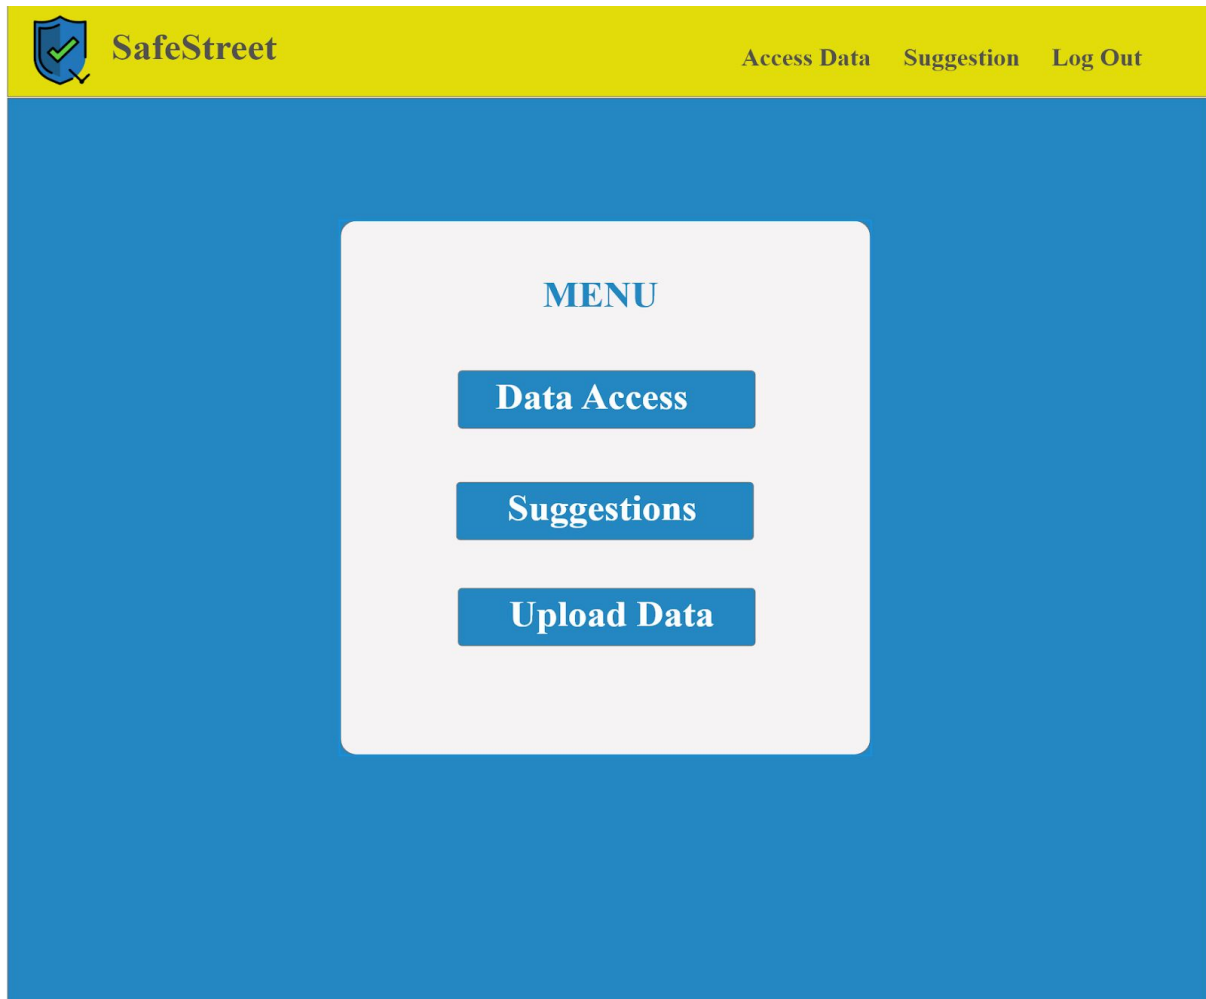 SafeStreet
Access Data Suggestion Log Out
MENU
Data Access
Suggestions
Upload Data